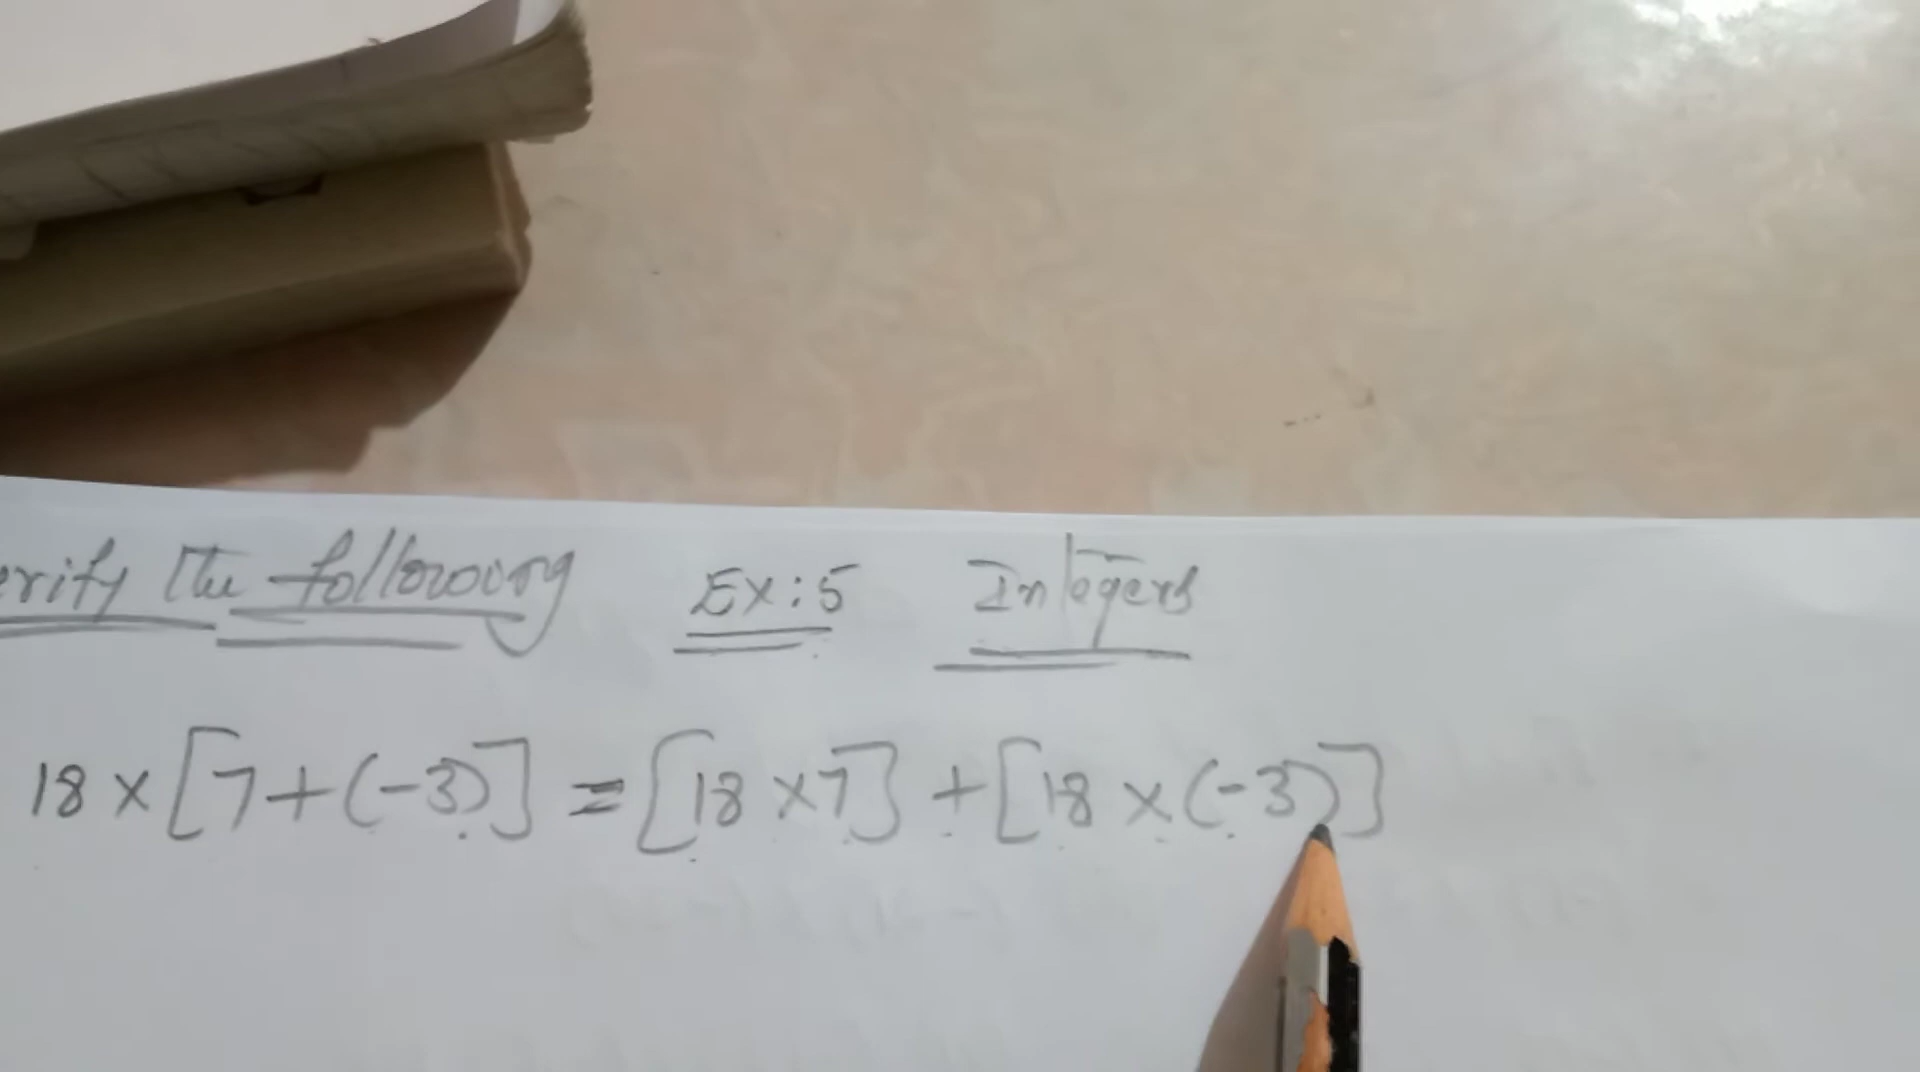 erify the following Ex:5 Integers
18 × [7+(-3)] = [18 ×7] + [18 × (-3)]